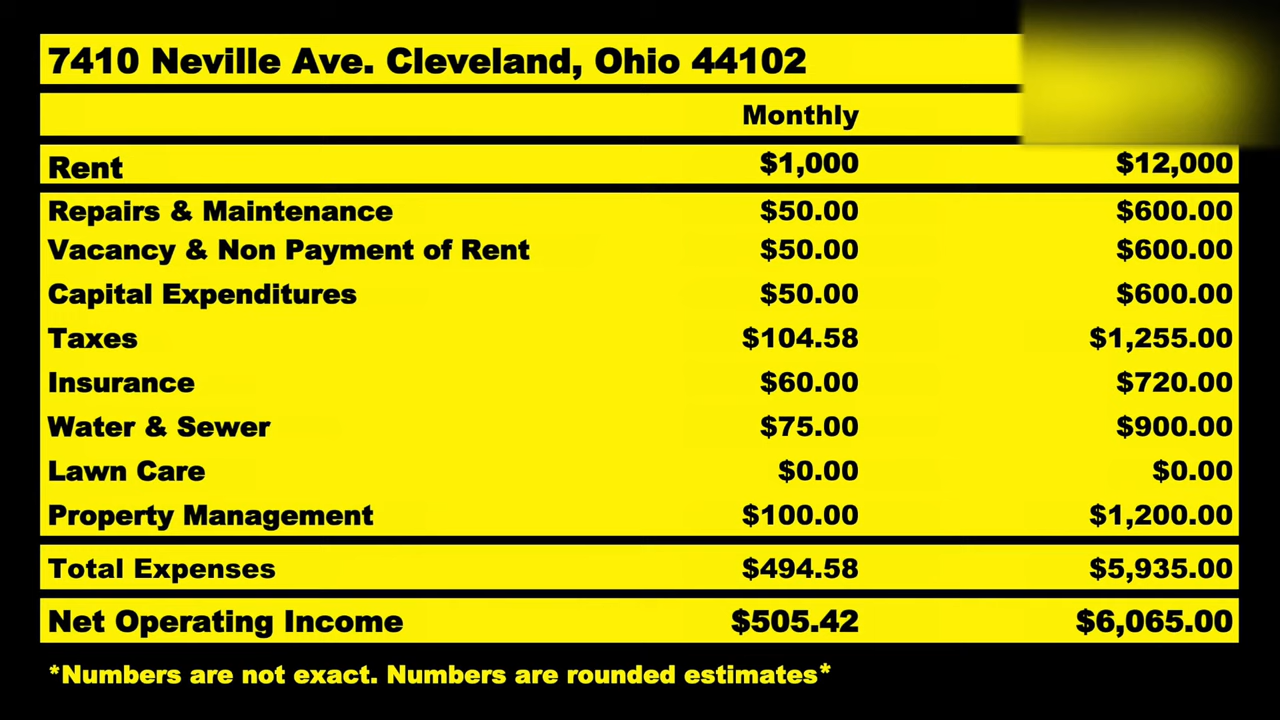 7410 Neville Ave. Cleveland, Ohio 44102
Monthly
Rent $1,000 $12,000
Repairs & Maintenance $50.00 $600.00
Vacancy & Non Payment of Rent $50.00 $600.00
Capital Expenditures $50.00 $600.00
Taxes $104.58 $1,255.00
Insurance $60.00 $720.00
Water & Sewer $75.00 $900.00
Lawn Care $0.00 $0.00
Property Management $100.00 $1,200.00
Total Expenses $494.58 $5,935.00
Net Operating Income $505.42 $6,065.00
*Numbers are not exact. Numbers are rounded estimates*